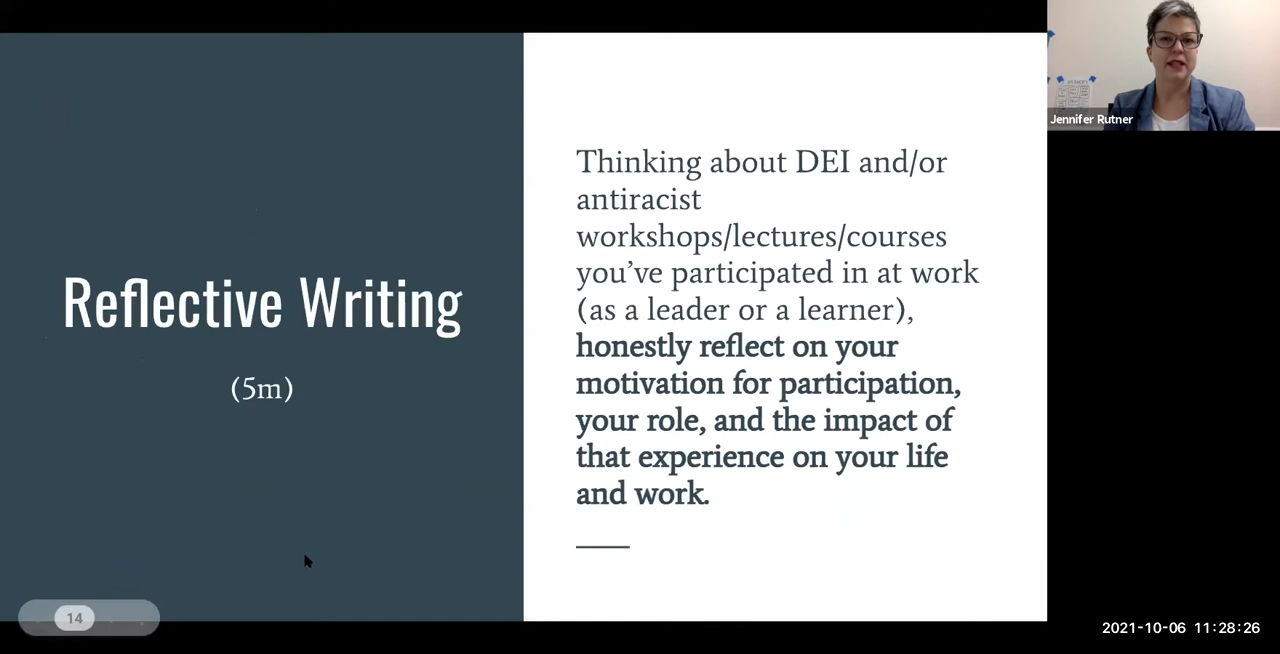 Reflective Writing
(5m)
Thinking about DEI and/or
antiracist
workshops/lectures/courses
you’ve participated in at work
(as a leader or a learner),
honestly reflect on your
motivation for participation,
your role, and the impact of
that experience on your life
and work.
Jennifer Rutner
14
2021-10-06 11:28:26